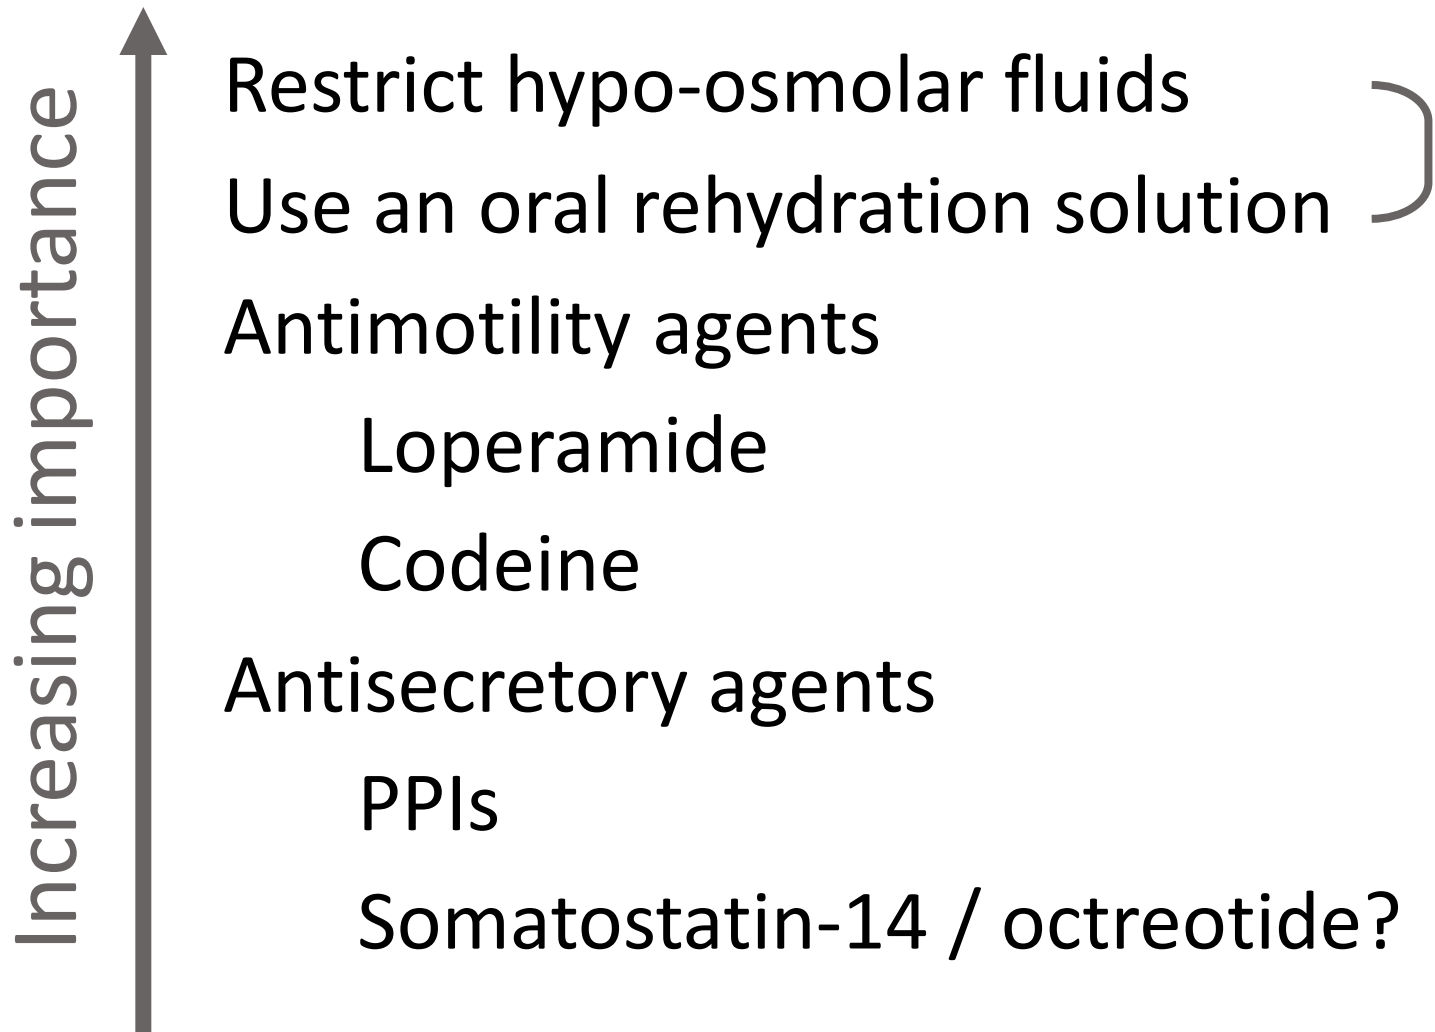 Increasing importance
Restrict hypo-osmolar fluids
Use an oral rehydration solution
Antimotility agents
Loperamide
Codeine
Antisecretory agents
PPIs
Somatostatin-14 / octreotide?